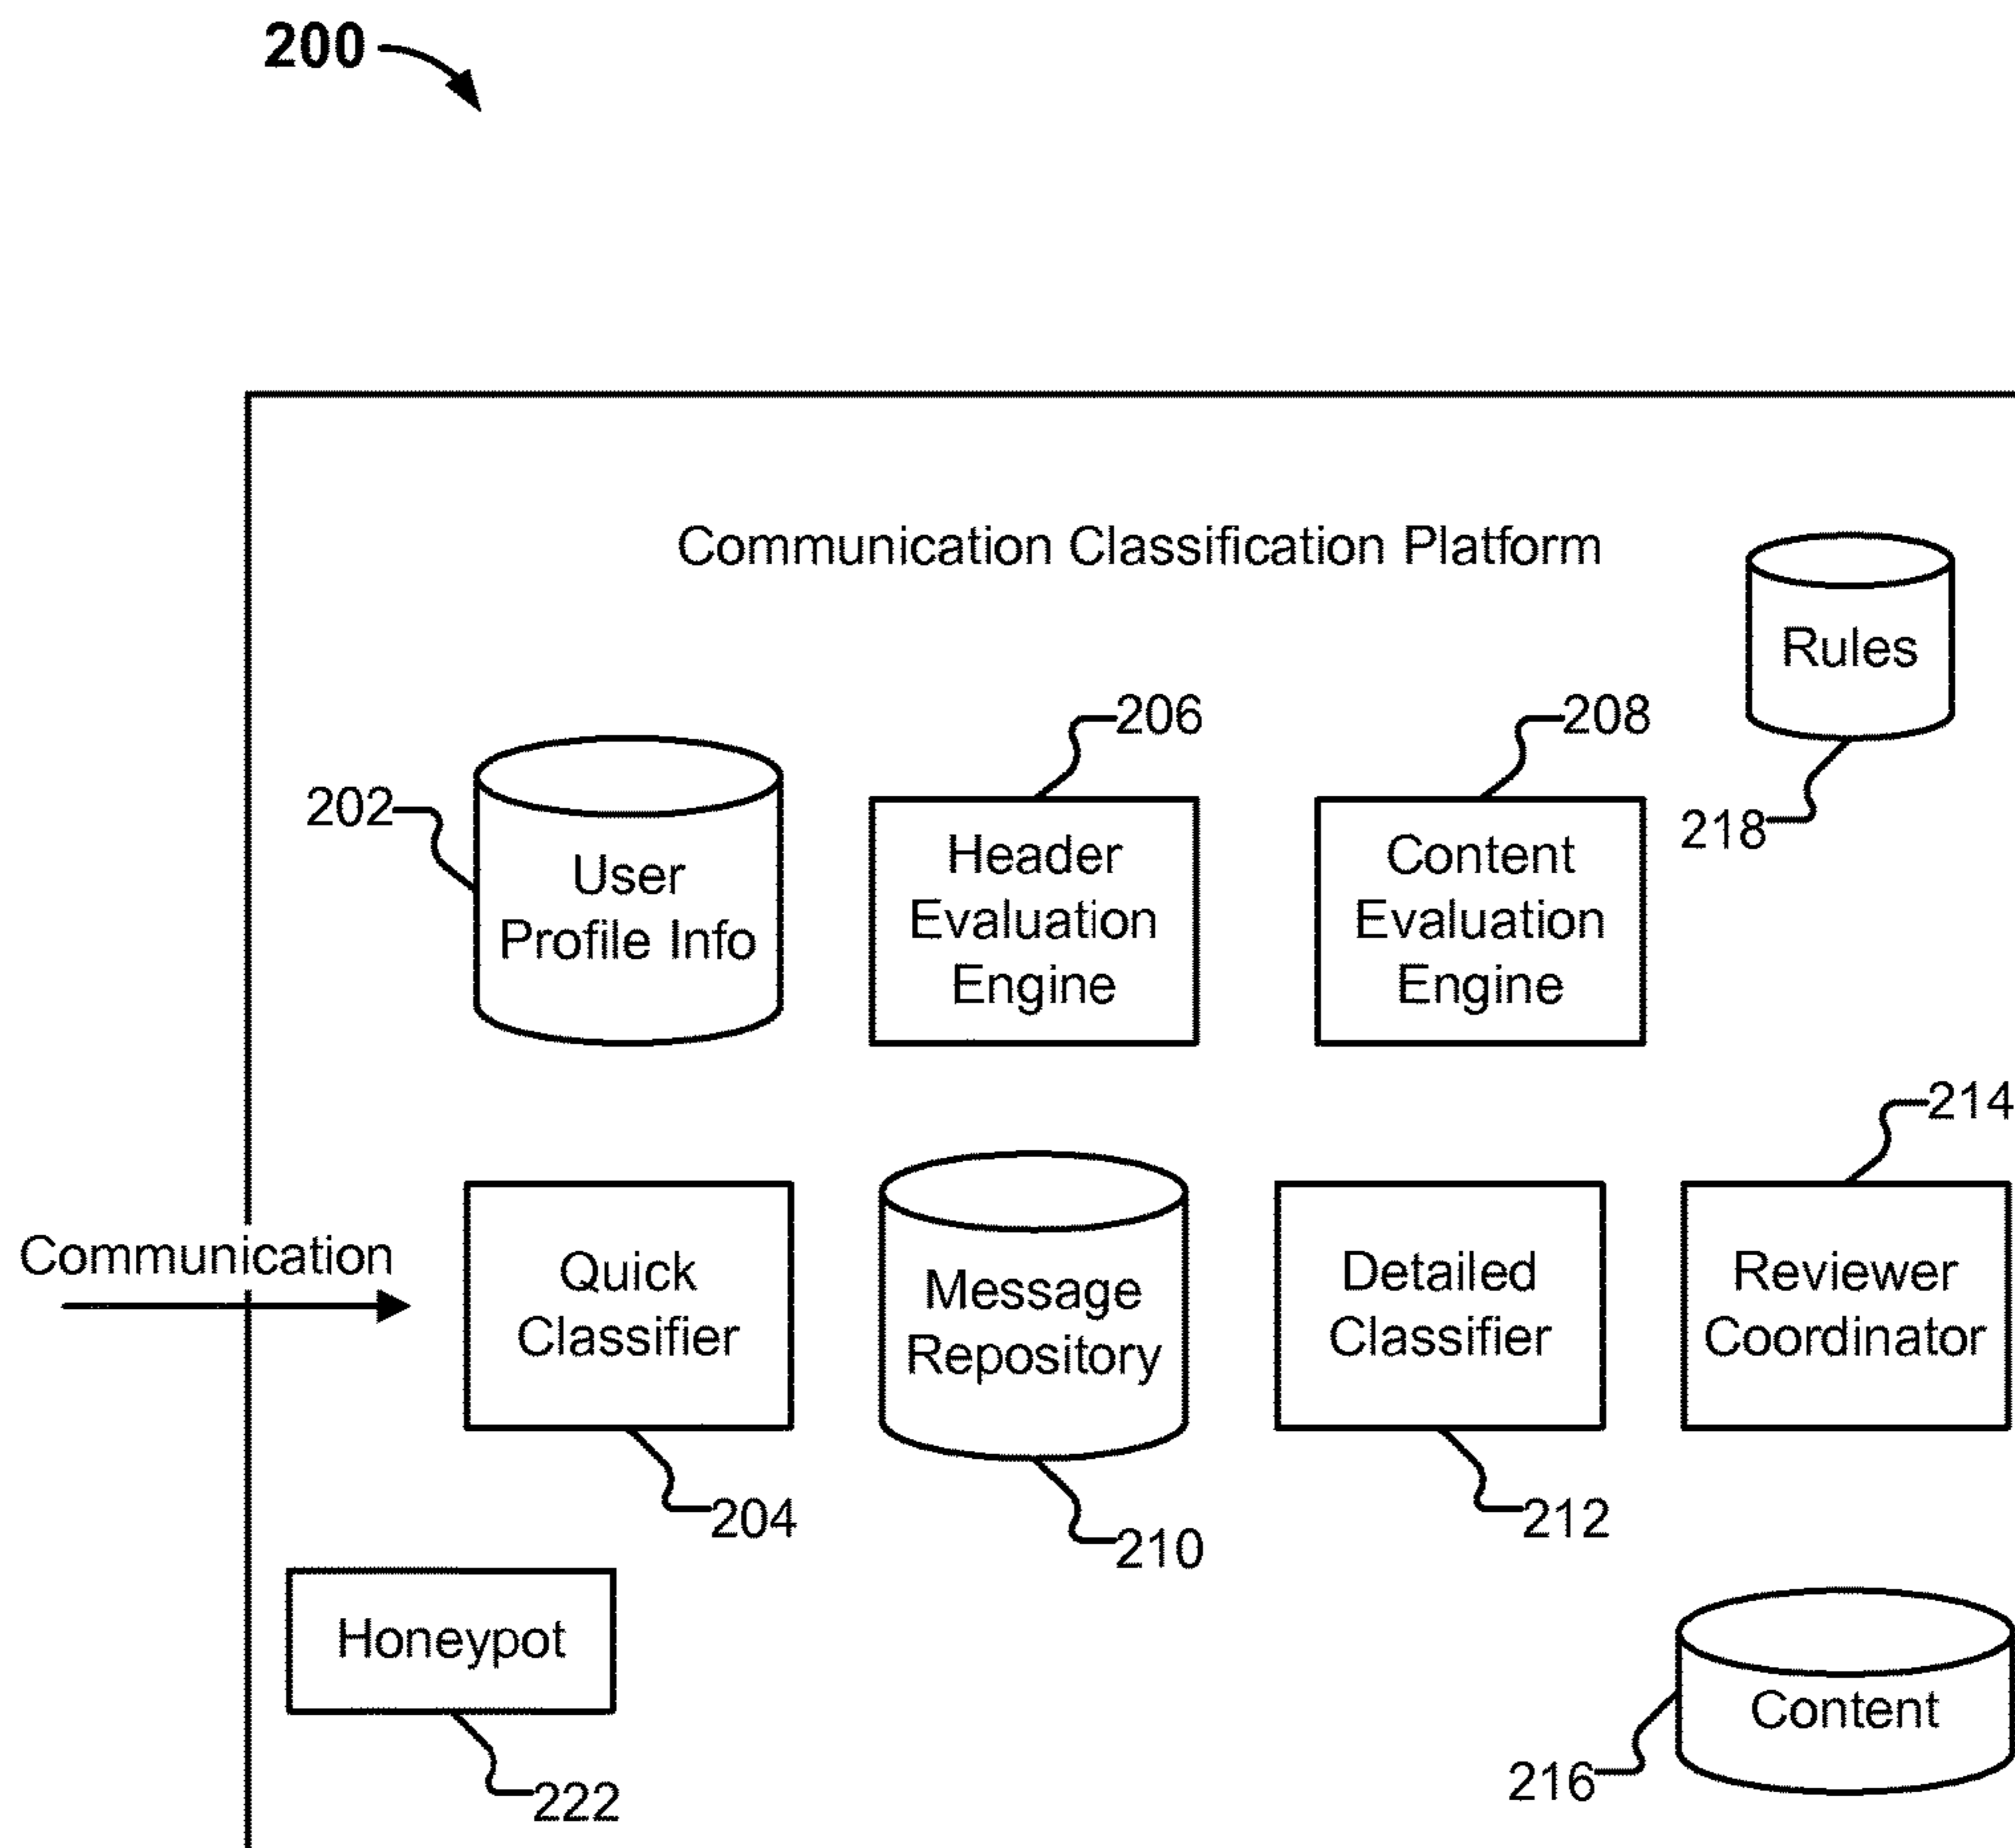 200
Communication Classification Platform
Rules
206
208
202
218
User
Profile Info
Header
Evaluation
Engine
Content
Evaluation
Engine
214
Communication
Quick
Classifier
Message
Repository
Detailed
Classifier
Reviewer
Coordinator
204
210
212
Honeypot
Content
222
216